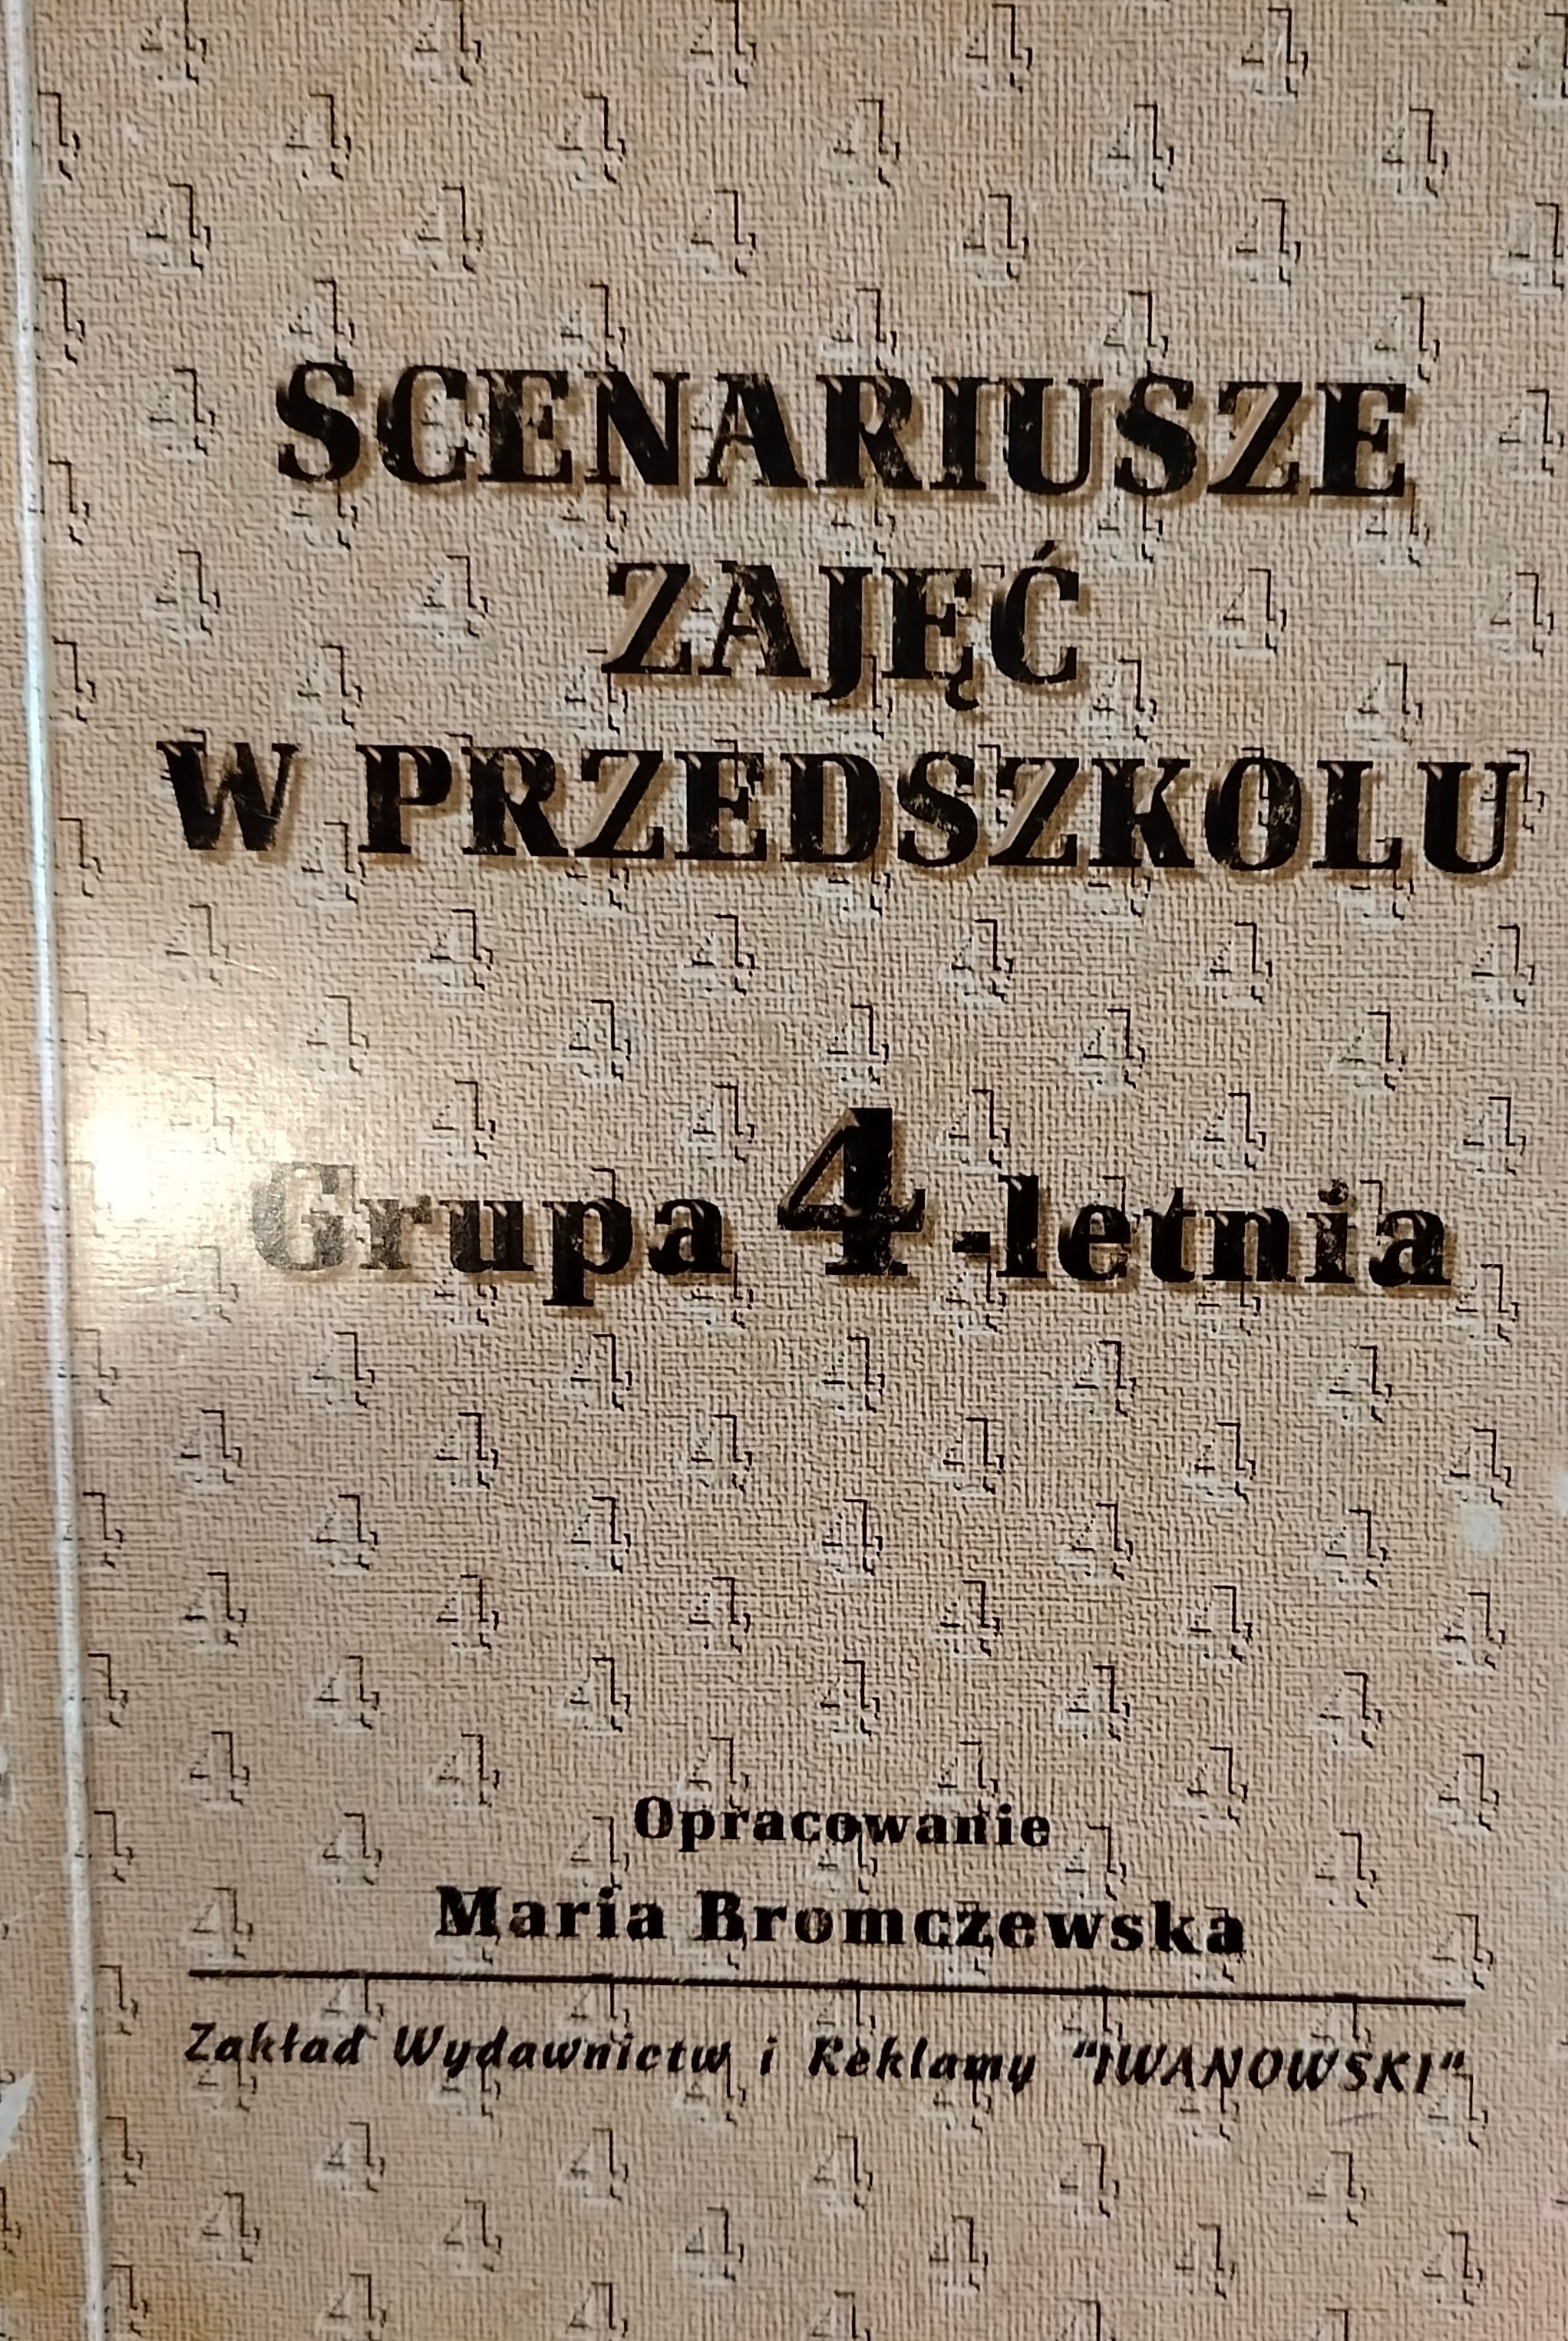 SCENARIUSZE
ZAJĘĆ
W PRZEDSZKOLU
Grupa 4-letnia
Opracowanie
Maria Bromczewska
Zakład Wydawnictw i Reklamy "IWANOWSKI"